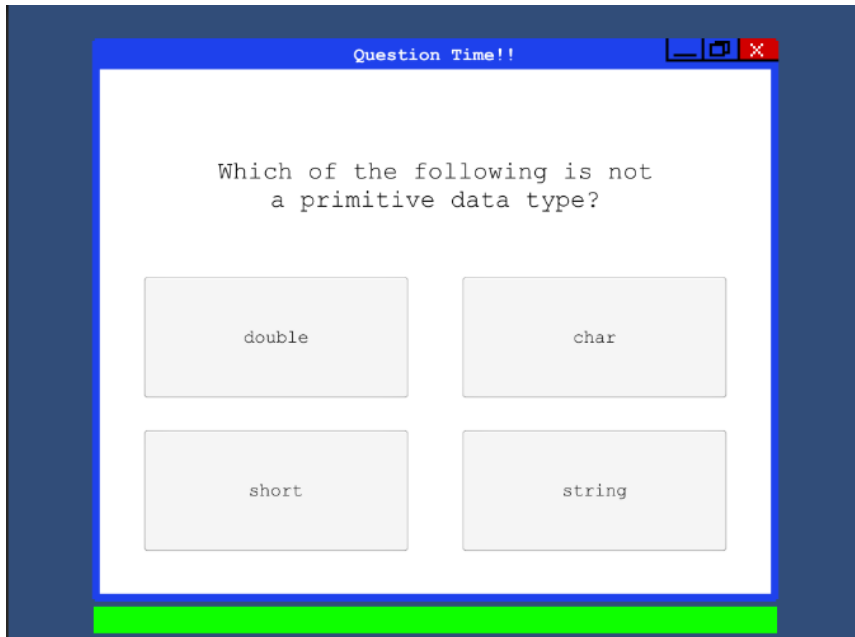 Question Time!!
Which of the following is not
a primitive data type?
double
char
short
string